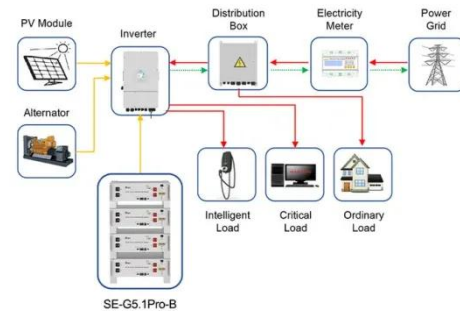 PV Module
Inverter
Distribution
Box
Electricity
Meter
Power
Grid
Alternator
Intelligent
Load
Critical
Load
Ordinary
Load
SE-G5.1Pro-B